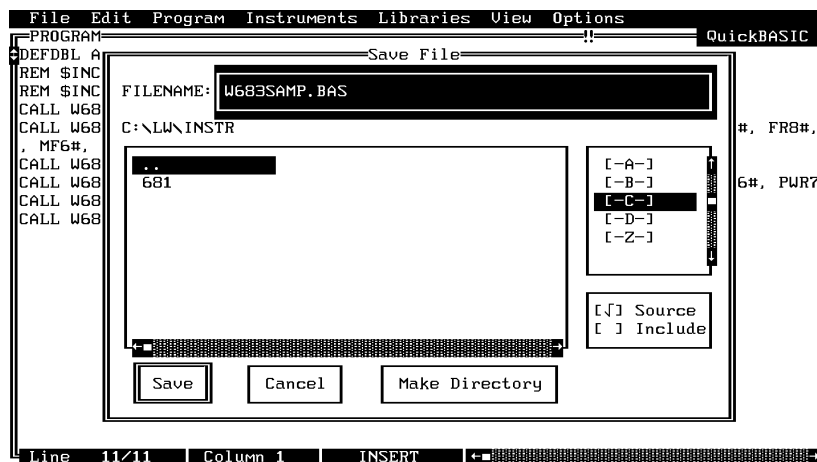 File Edit Program Instruments Libraries View Options
PROGRAM !! QuickBASIC
DEFDBL A Save File
REM $INC
REM $INC FILENAME: W683SAMP.BAS
CALL W68
CALL W68 C:\LW\INSTR #, FR8#,
, MF6#,
CALL W68 .. [-A-]
CALL W68 681 [-B-] 6#, PWR7
CALL W68 [-C-]
CALL W68 [-D-]
[-Z-]
[√] Source
[ ] Include
Save Cancel Make Directory
Line 11/11 Column 1 INSERT